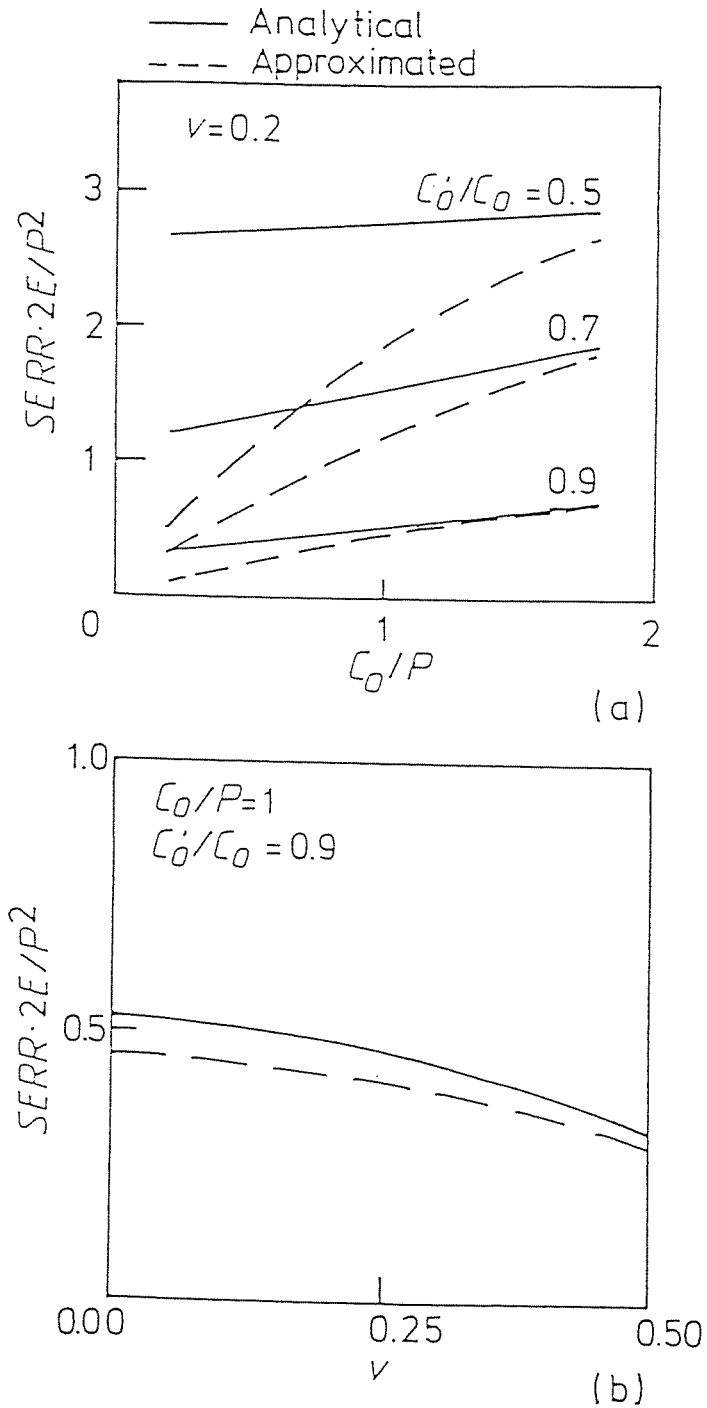 Analytical
Approximated
ν=0.2
C₀'/C₀ =0.5
0.7
0.9
3
2
1
SERR·2E/P²
0
1
2
C₀/P
(a)
1.0
C₀/P=1
C₀'/C₀ =0.9
0.5
SERR·2E/P²
0.00
0.25
0.50
ν
(b)